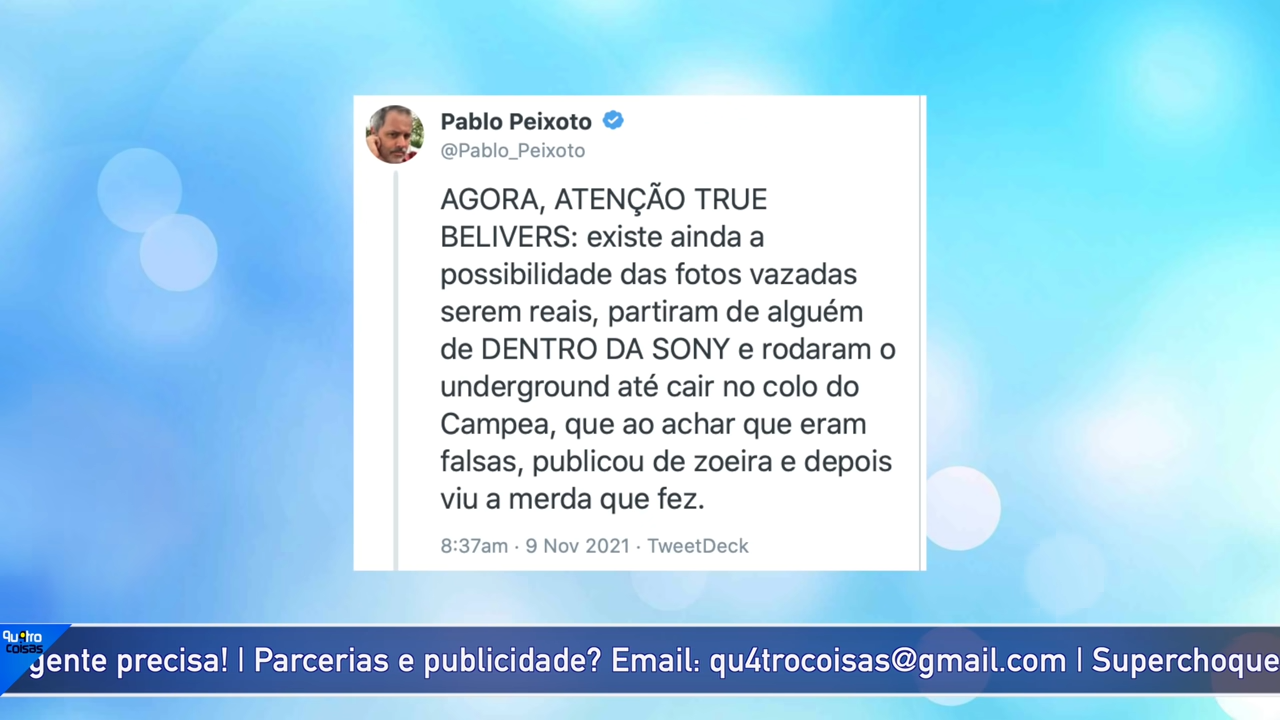 Pablo Peixoto
@Pablo_Peixoto
AGORA, ATENÇÃO TRUE
BELIVERS: existe ainda a
possibilidade das fotos vazadas
serem reais, partiram de alguém
de DENTRO DA SONY e rodaram o
underground até cair no colo do
Campea, que ao achar que eram
falsas, publicou de zoeira e depois
viu a merda que fez.
8:37am · 9 Nov 2021 · TweetDeck
qu4tro
coisas
gente precisa! | Parcerias e publicidade? Email: qu4trocoisas@gmail.com | Superchoque